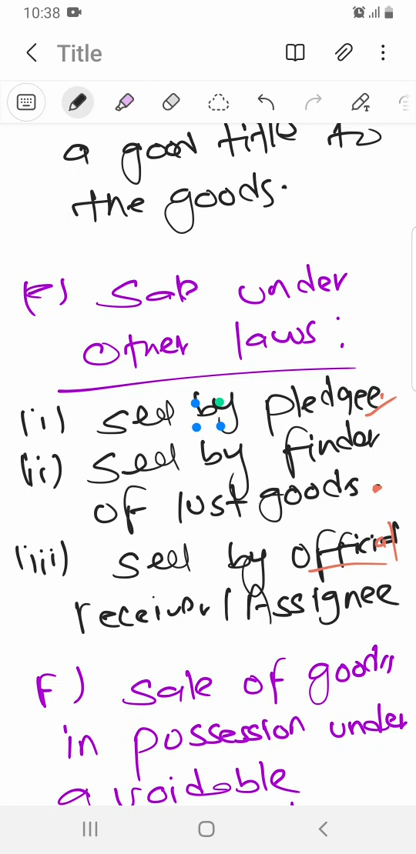 10:38
Title
a good title to
the goods.
(E) Sale under
other laws:
(i) sell by pledgee
(ii) sell by finder
of lost goods.
(iii) sell by official
receiver / Assignee
F) Sale of goods
in possession under
a voidable